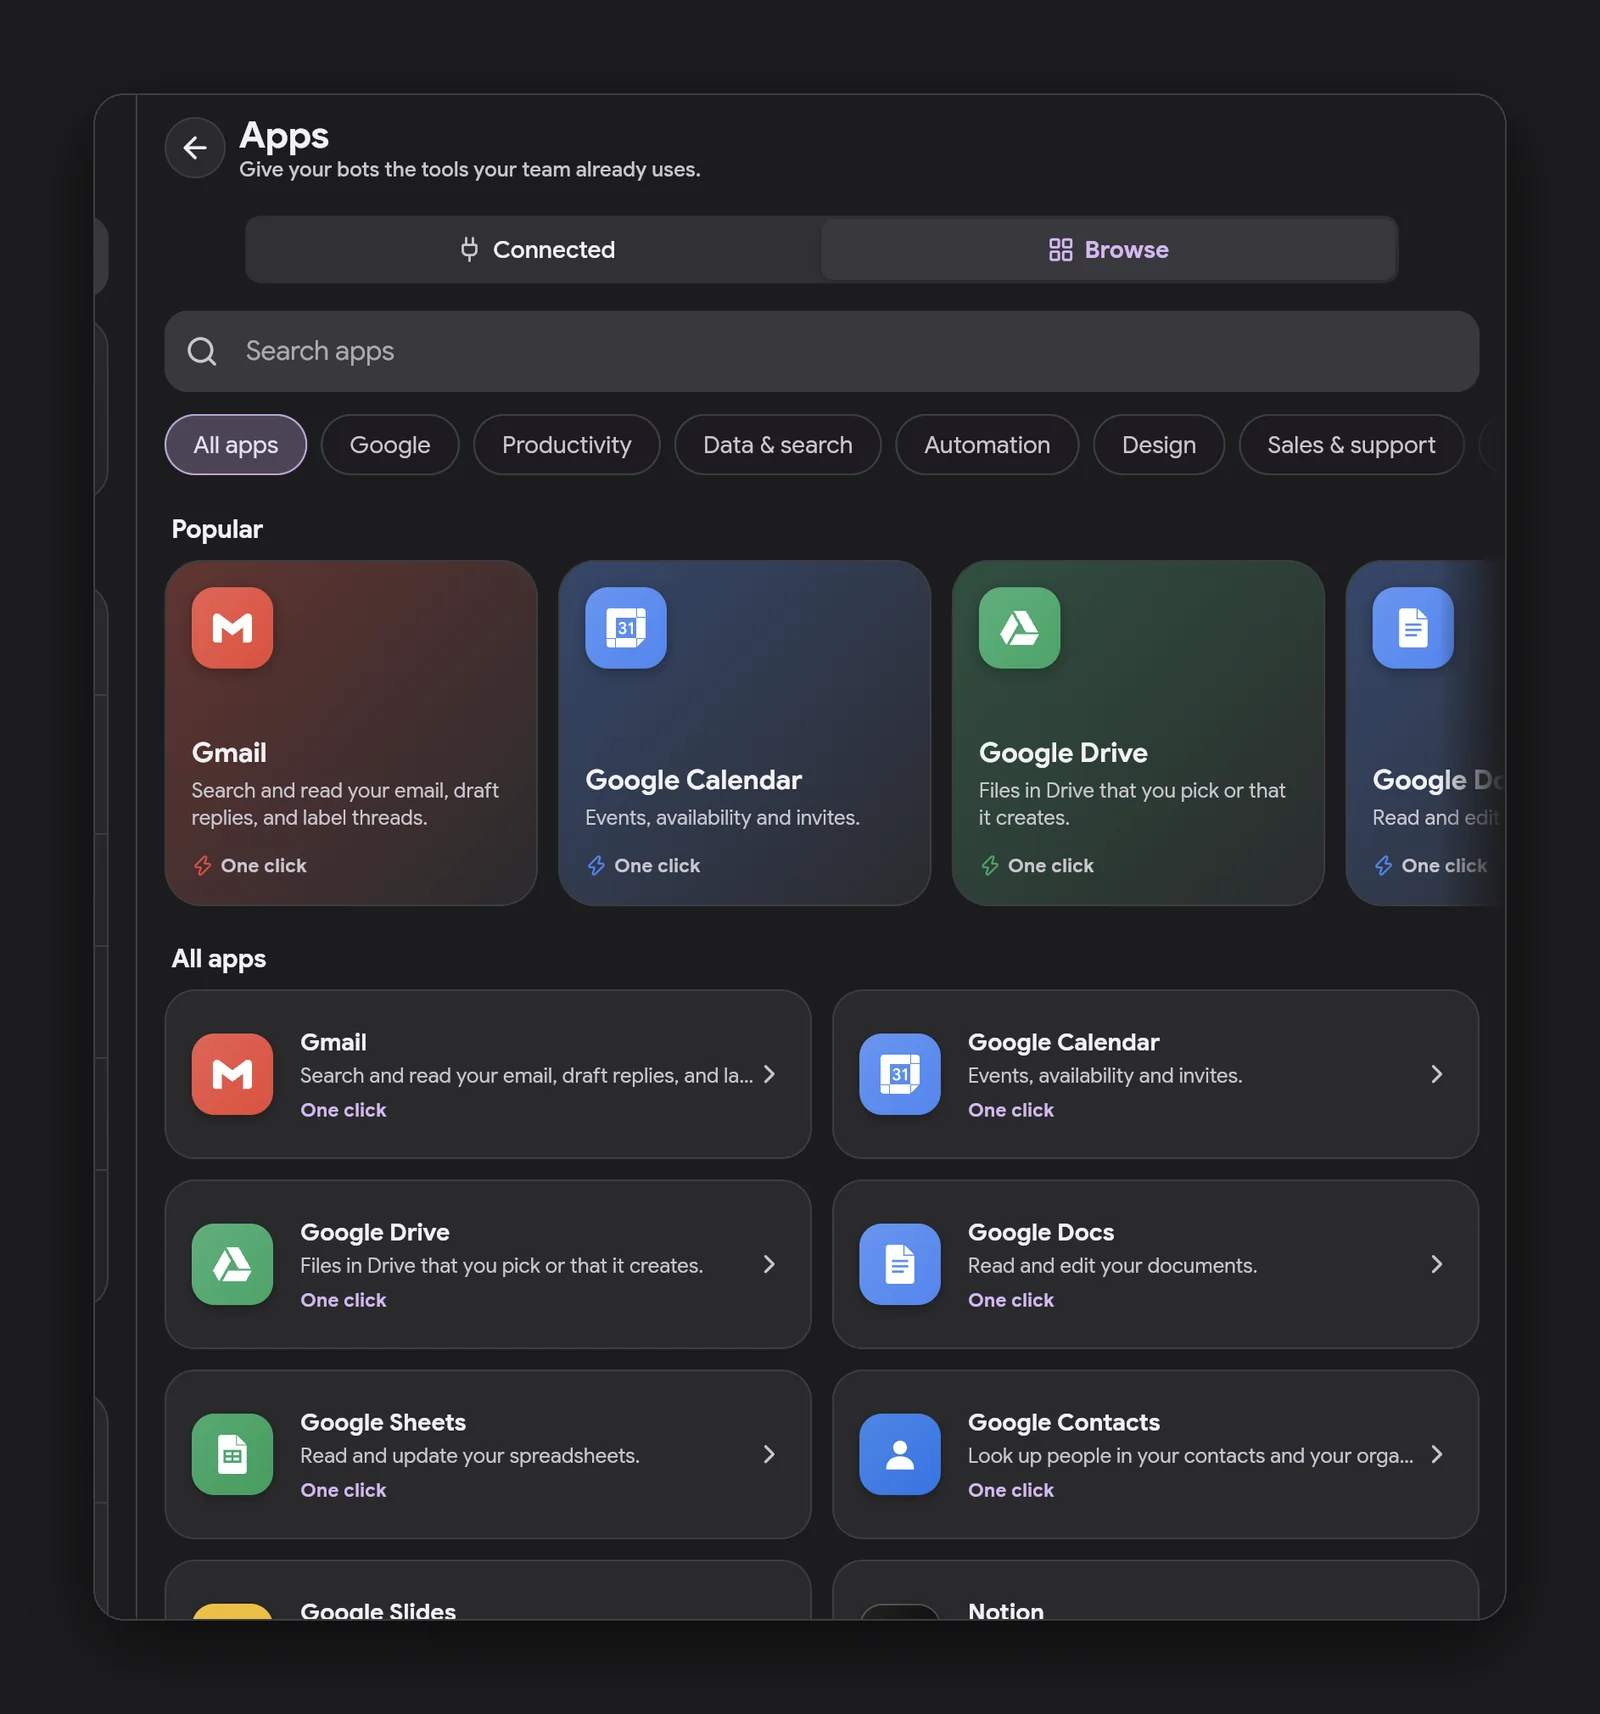 Apps
Give your bots the tools your team already uses.
Connected
Browse
Search apps
All apps
Google
Productivity
Data & search
Automation
Design
Sales & support
Popular
31
Gmail
Search and read your email, draft
replies, and label threads.
One click
Google Calendar
Events, availability and invites.
One click
Google Drive
Files in Drive that you pick or that
it creates.
One click
Google Do
Read and edit
One click
All apps
Gmail
Search and read your email, draft replies, and la...
One click
31
Google Calendar
Events, availability and invites.
One click
Google Drive
Files in Drive that you pick or that it creates.
One click
Google Docs
Read and edit your documents.
One click
Google Sheets
Read and update your spreadsheets.
One click
Google Contacts
Look up people in your contacts and your orga...
One click
Google Slides
Notion